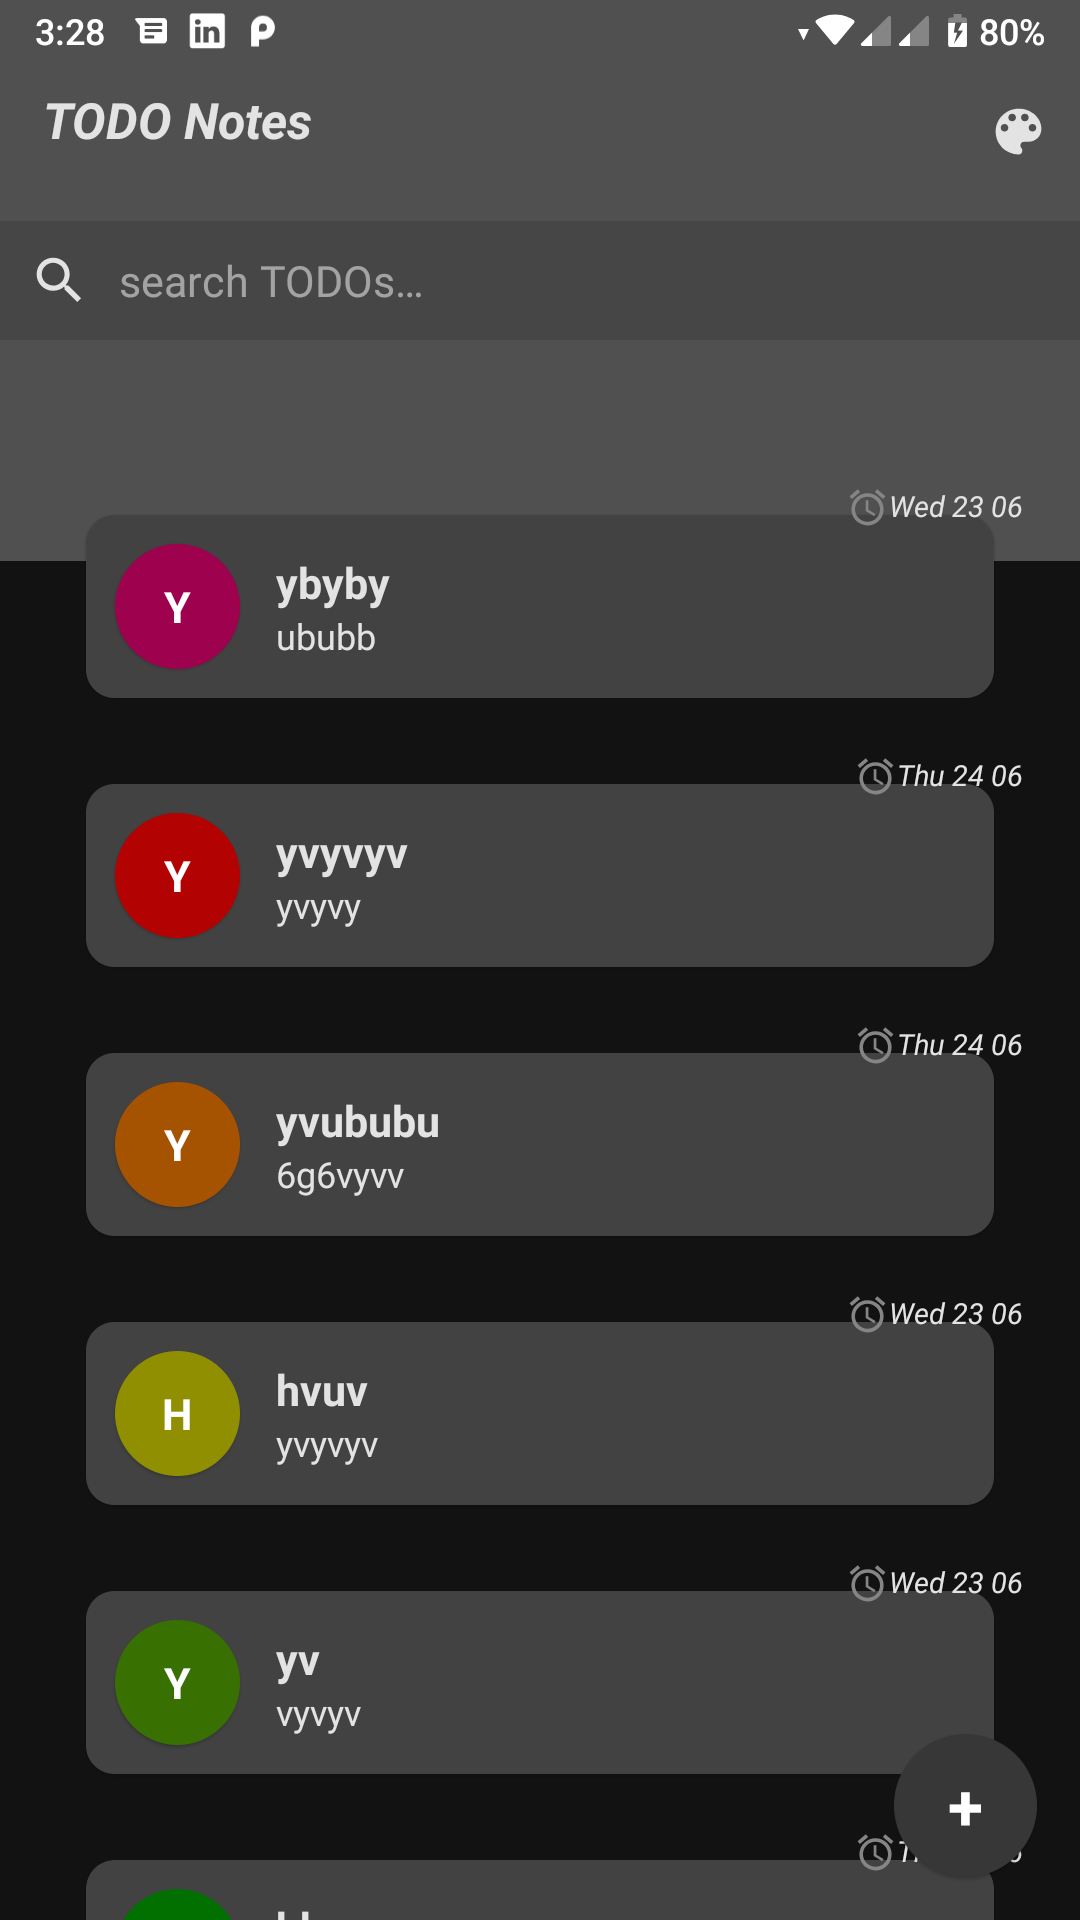 3:28
80%
TODO Notes
search TODOs...
Wed 23 06
Y
ybyby
ububb
Thu 24 06
Y
yvyvyv
yvyvy
Thu 24 06
Y
yvububu
6g6vyvv
Wed 23 06
H
hvuv
yvyvyv
Wed 23 06
Y
yv
vyvyv
+